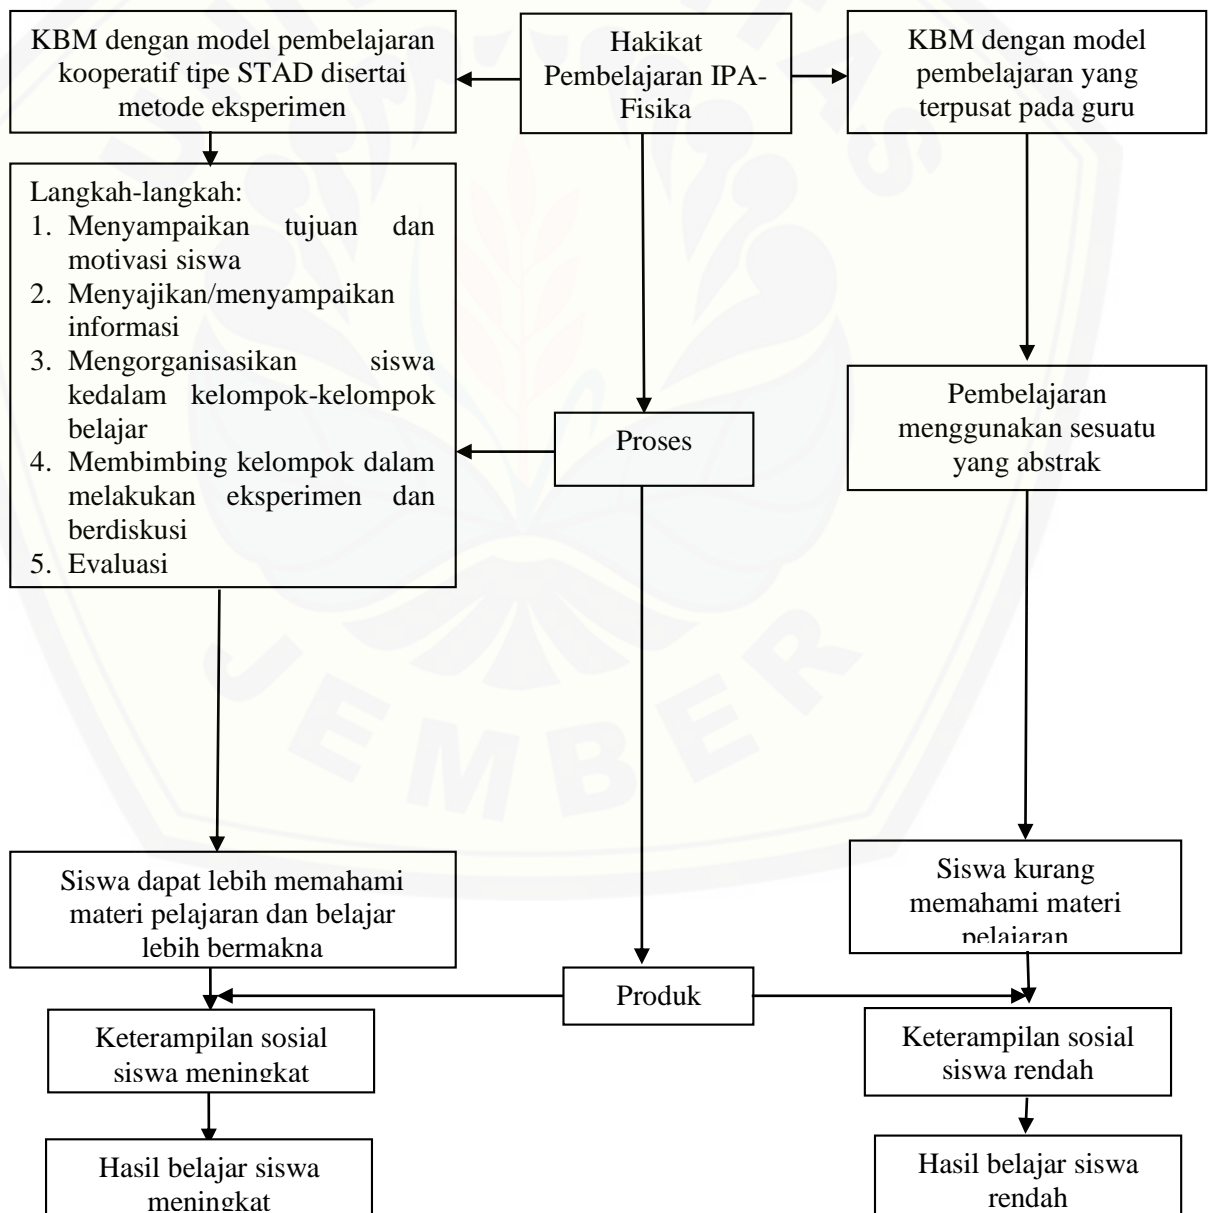 KBM dengan model pembelajaran
kooperatif tipe STAD disertai
metode eksperimen
Hakikat
Pembelajaran IPA-
Fisika
KBM dengan model
pembelajaran yang
terpusat pada guru
Langkah-langkah:
1. Menyampaikan tujuan dan
motivasi siswa
2. Menyajikan/menyampaikan
informasi
3. Mengorganisasikan siswa
kedalam kelompok-kelompok
belajar
4. Membimbing kelompok dalam
melakukan eksperimen dan
berdiskusi
5. Evaluasi
Proses
Pembelajaran
menggunakan sesuatu
yang abstrak
Siswa dapat lebih memahami
materi pelajaran dan belajar
lebih bermakna
Siswa kurang
memahami materi
pelajaran
Produk
Keterampilan sosial
siswa meningkat
Keterampilan sosial
siswa rendah
Hasil belajar siswa
meningkat
Hasil belajar siswa
rendah
JEMBER